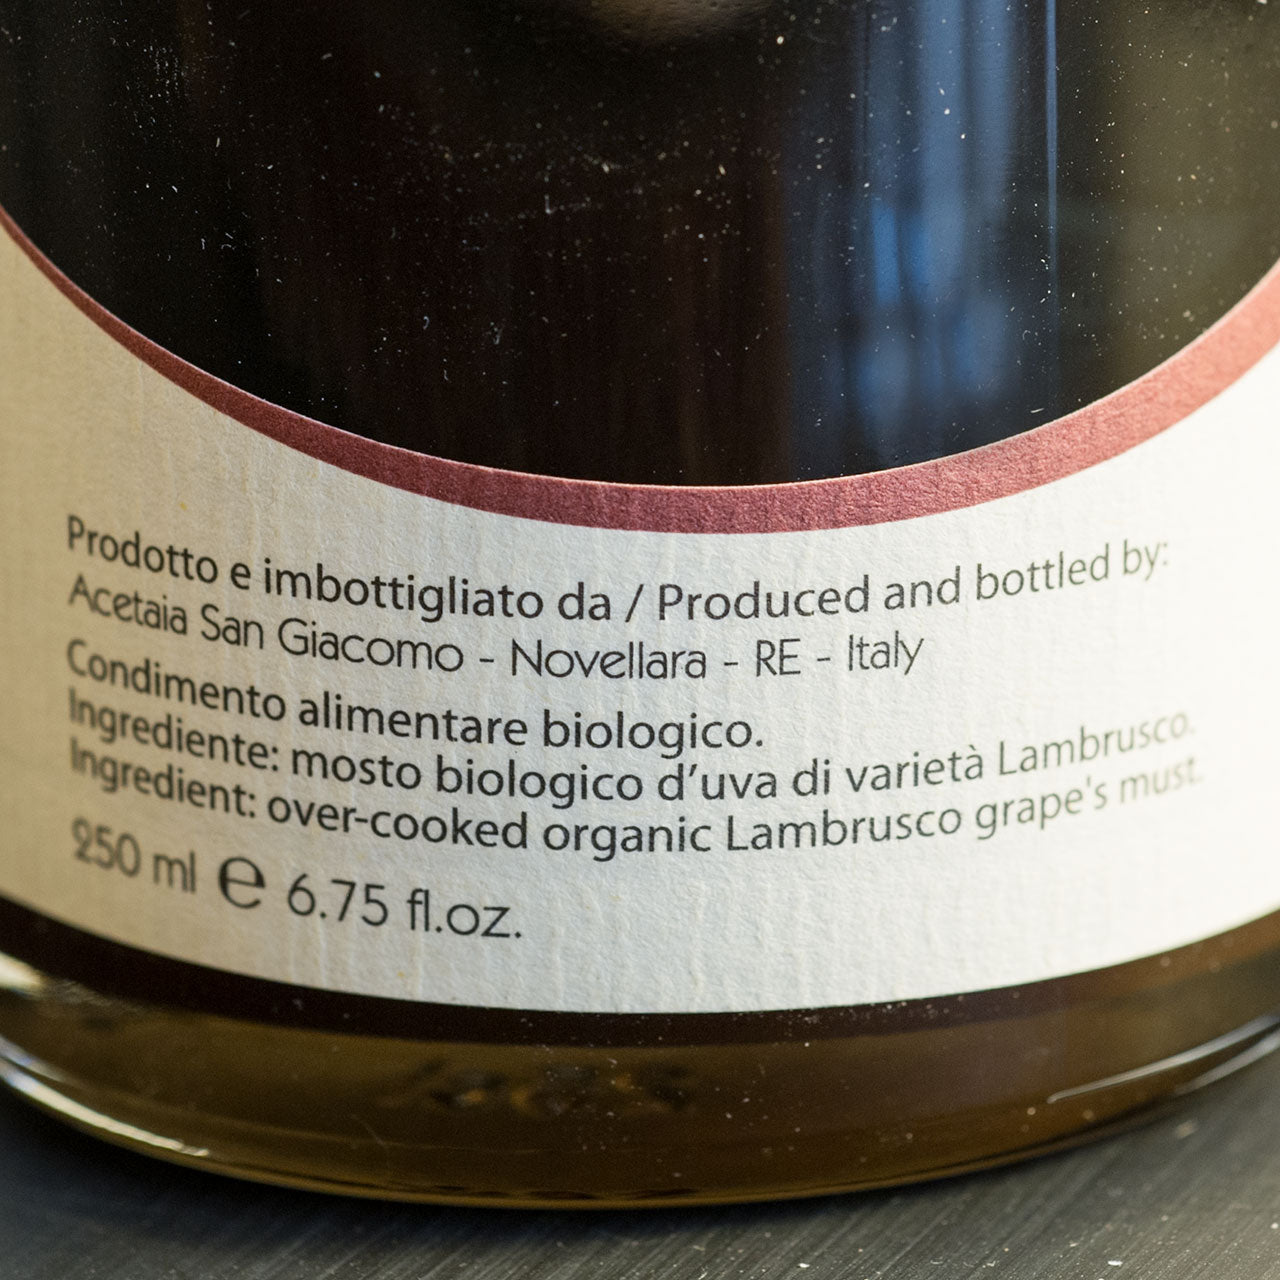 Prodotto e imbottigliato da / Produced and bottled by:
Acetaia San Giacomo - Novellara - RE - Italy
Condimento alimentare biologico.
Ingrediente: mosto biologico d'uva di varietà Lambrusco.
Ingredient: over-cooked organic Lambrusco grape's must.
250 ml ℮ 6.75 fl.oz.